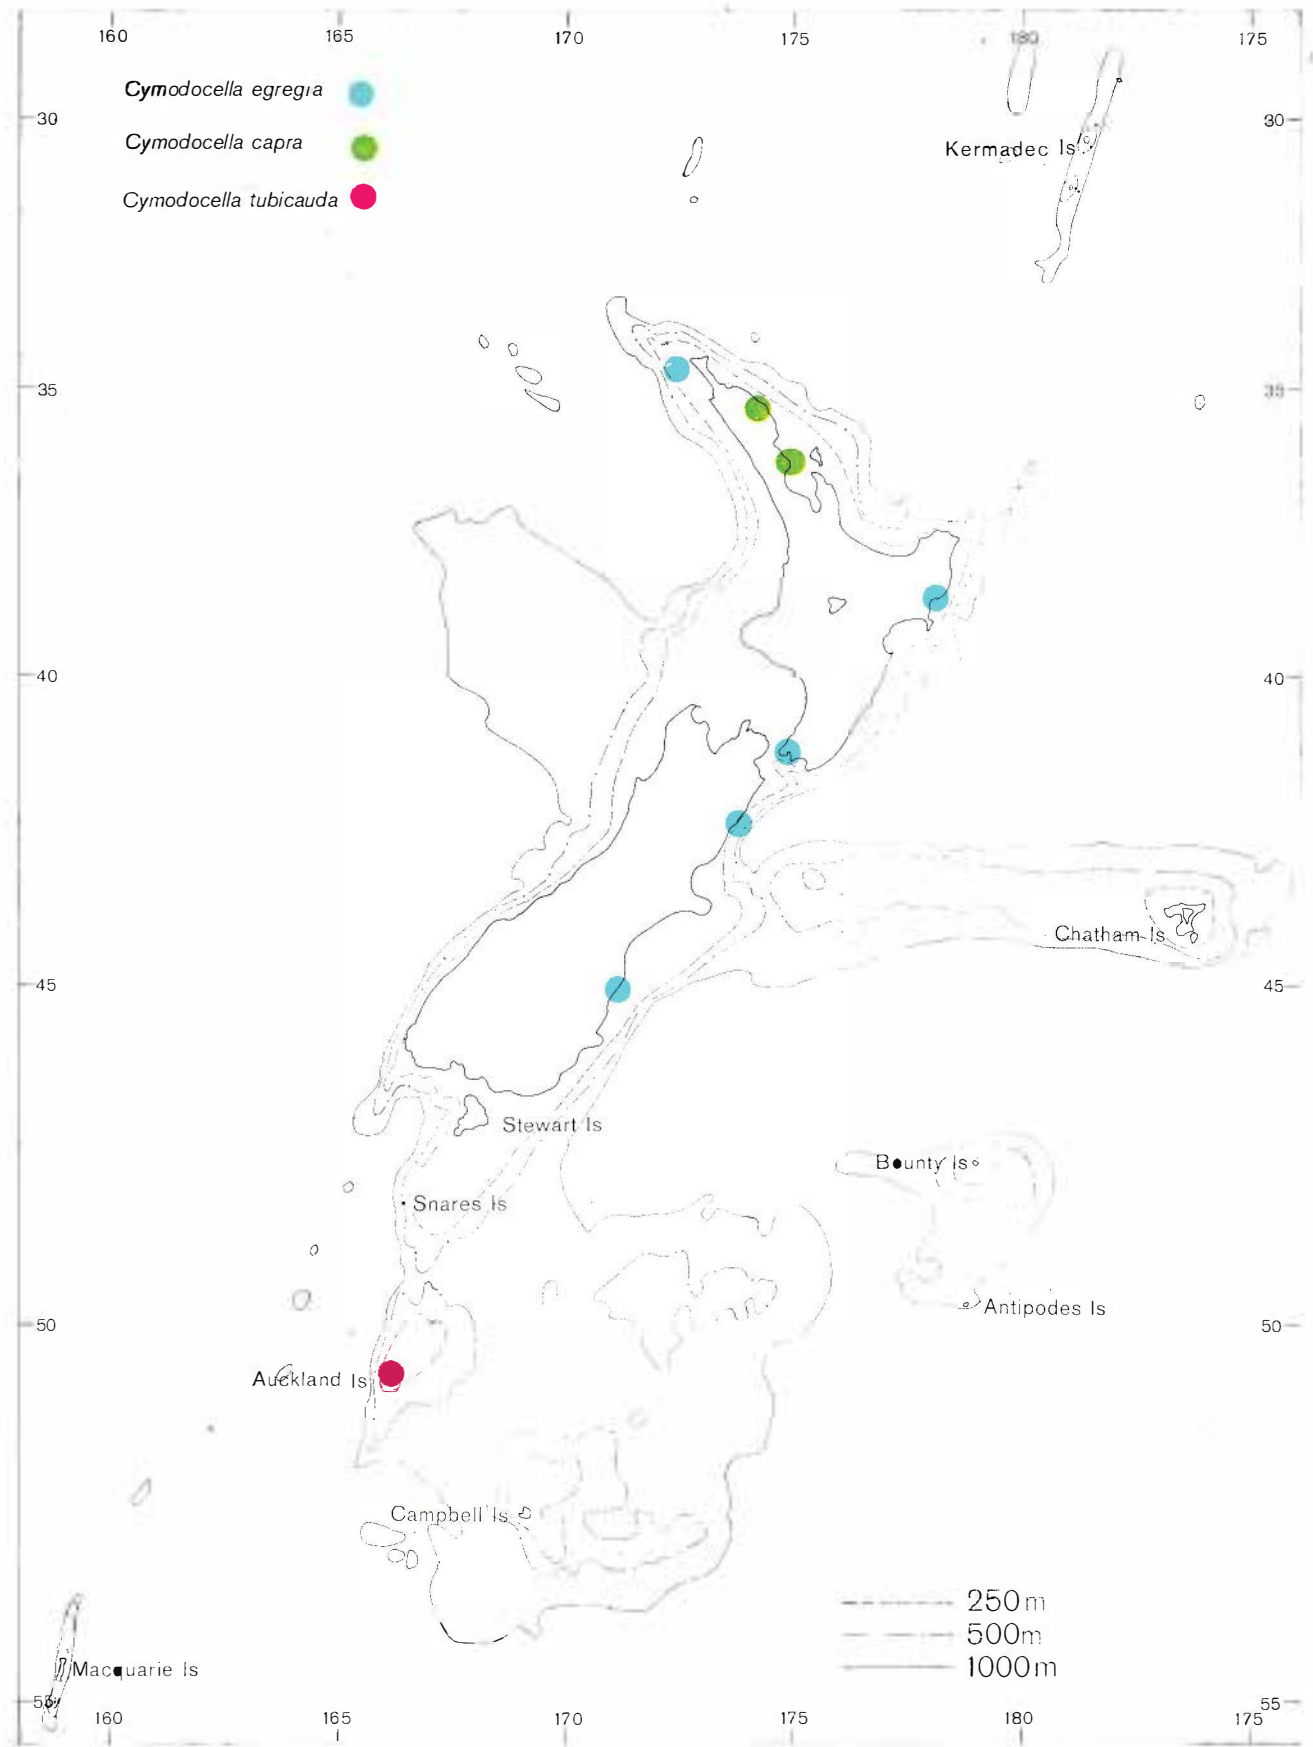 160 165 170 175 180 175
Cymodocella egregia
30 30
Cymodocella capra
Kermadec Is
Cymodocella tubicauda
35 35
40 40
Chatham Is
45 45
Stewart Is
Bounty Is
Snares Is
Antipodes Is
50 50
Auckland Is
Campbell Is
250m
500m
1000m
Macquarie Is
55 55
160 165 170 175 180 175